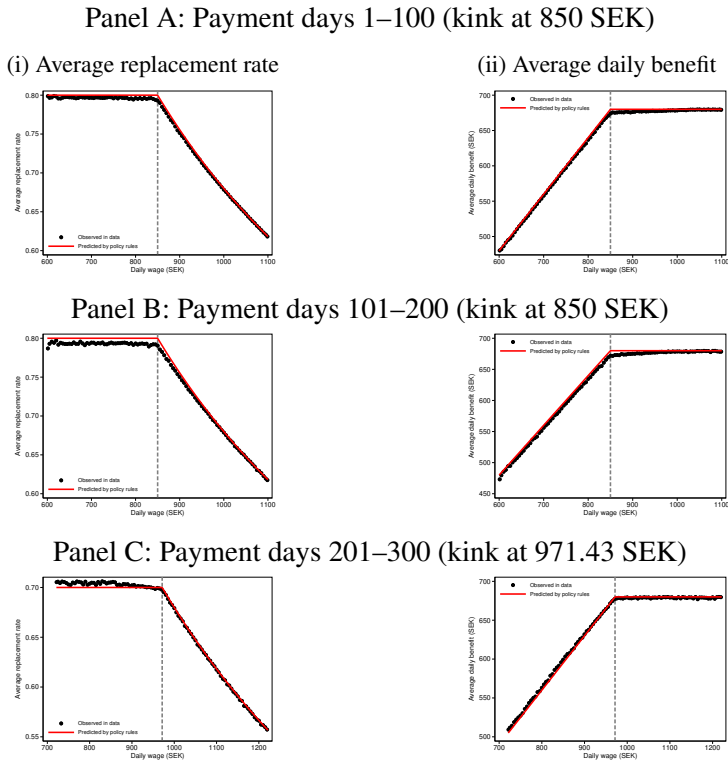 Panel A: Payment days 1–100 (kink at 850 SEK)
(i) Average replacement rate
(ii) Average daily benefit
0.80
0.75
0.70
0.65
0.60
Average replacement rate
Observed in data
Predicted by policy rules
600 700 800 900 1000 1100
Daily wage (SEK)
700
650
600
550
500
Average daily benefit (SEK)
Observed in data
Predicted by policy rules
600 700 800 900 1000 1100
Daily wage (SEK)
Panel B: Payment days 101–200 (kink at 850 SEK)
0.80
0.75
0.70
0.65
0.60
Average replacement rate
Observed in data
Predicted by policy rules
600 700 800 900 1000 1100
Daily wage (SEK)
700
650
600
550
500
450
Average daily benefit (SEK)
Observed in data
Predicted by policy rules
600 700 800 900 1000 1100
Daily wage (SEK)
Panel C: Payment days 201–300 (kink at 971.43 SEK)
0.70
0.65
0.60
0.55
Average replacement rate
Observed in data
Predicted by policy rules
700 800 900 1000 1100 1200
Daily wage (SEK)
700
650
600
550
500
Average daily benefit (SEK)
Observed in data
Predicted by policy rules
700 800 900 1000 1100 1200
Daily wage (SEK)